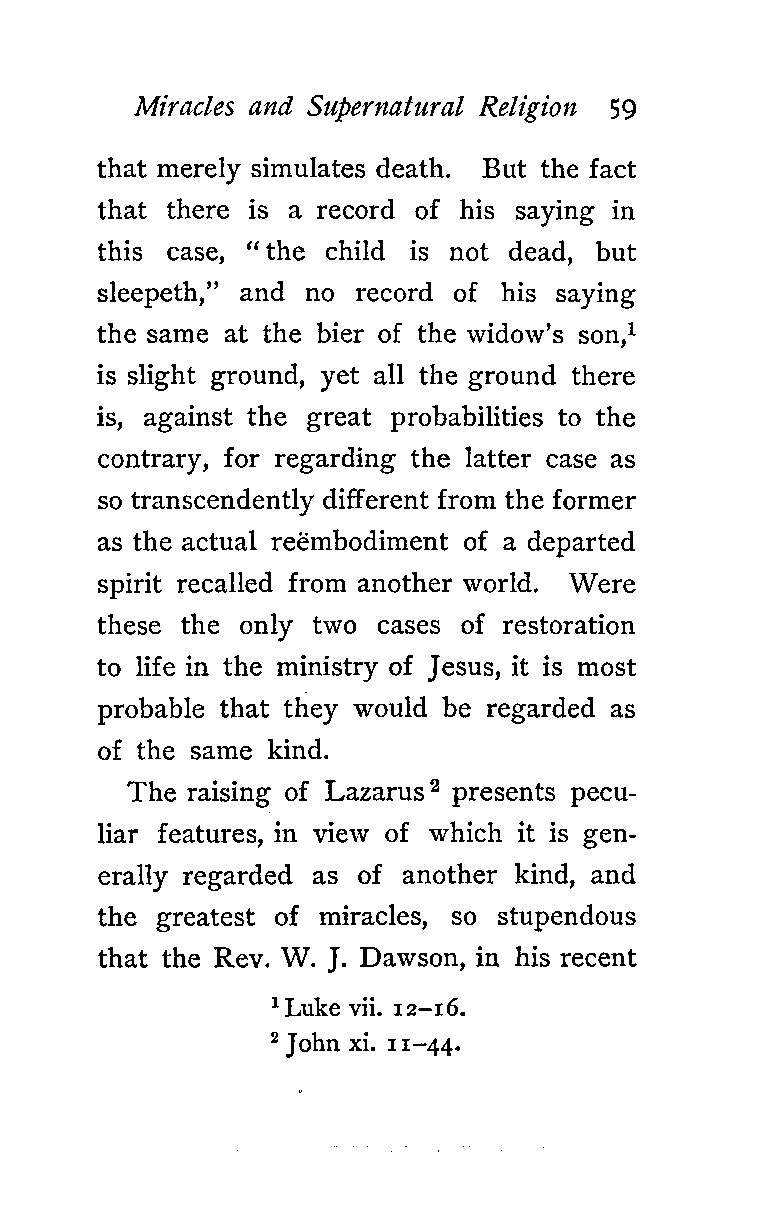 Miracles and Supernatural Religion 59
that merely simulates death. But the fact
that there is a record of his saying in
this case, “the child is not dead, but
sleepeth,” and no record of his saying
the same at the bier of the widow's son,¹
is slight ground, yet all the ground there
is, against the great probabilities to the
contrary, for regarding the latter case as
so transcendently different from the former
as the actual reëmbodiment of a departed
spirit recalled from another world. Were
these the only two cases of restoration
to life in the ministry of Jesus, it is most
probable that they would be regarded as
of the same kind.
The raising of Lazarus² presents pecu-
liar features, in view of which it is gen-
erally regarded as of another kind, and
the greatest of miracles, so stupendous
that the Rev. W. J. Dawson, in his recent
¹ Luke vii. 12–16.
² John xi. 11–44.